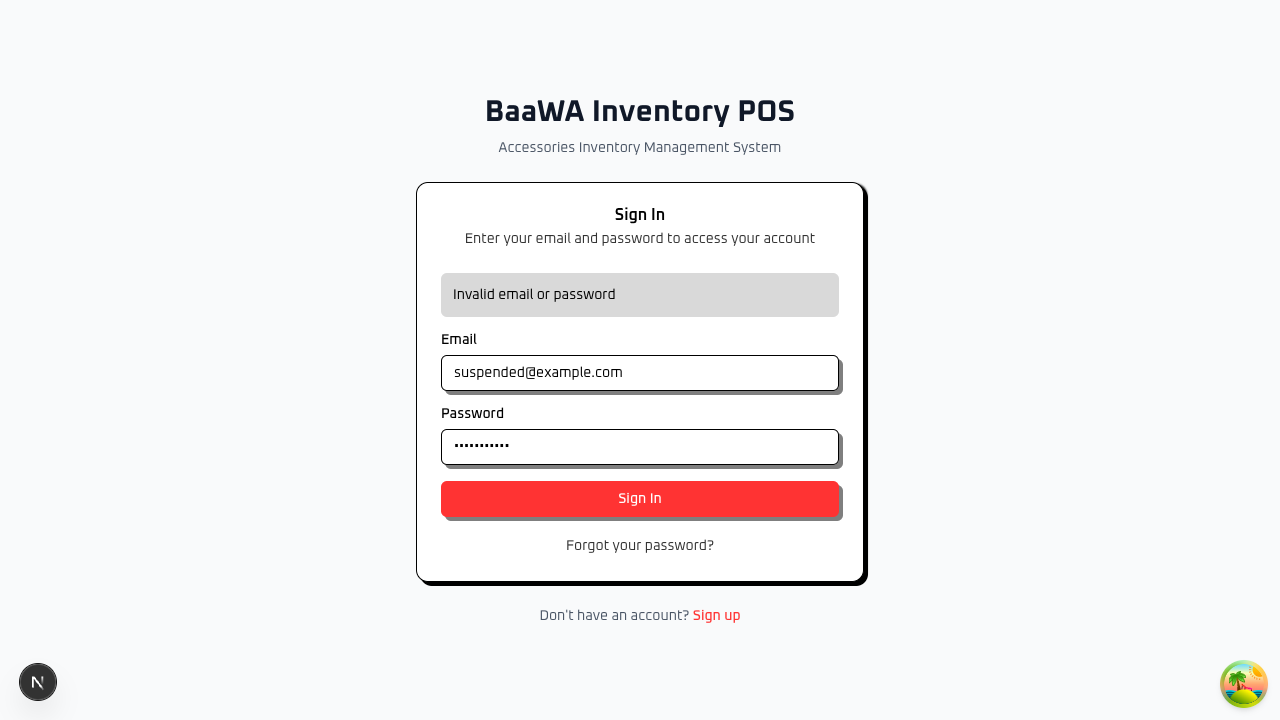 BaaWA Inventory POS
Accessories Inventory Management System
Sign In
Enter your email and password to access your account
Invalid email or password
Email
suspended@example.com
Password
•••••••••••
Sign In
Forgot your password?
Don't have an account? Sign up
N